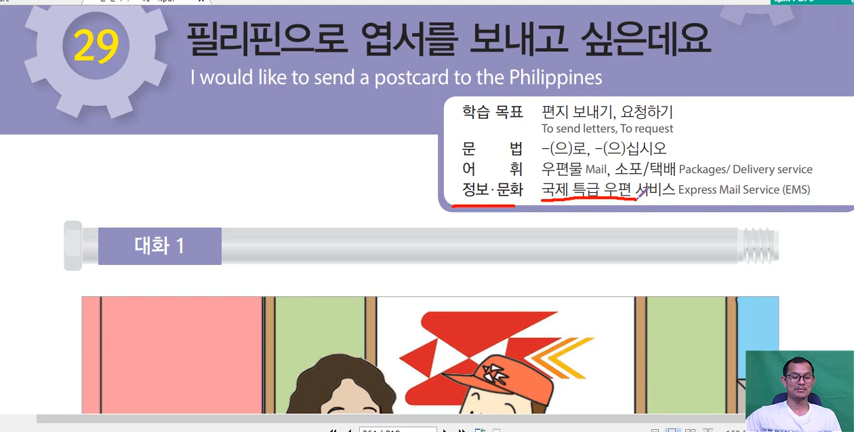 29
필리핀으로 엽서를 보내고 싶은데요
I would like to send a postcard to the Philippines
학습 목표 편지 보내기, 요청하기
To send letters, To request
문 법 -(으)로, -(으)십시오
어 휘 우편물 Mail, 소포/택배 Packages/ Delivery service
정보·문화 국제 특급 우편 서비스 Express Mail Service (EMS)
대화 1